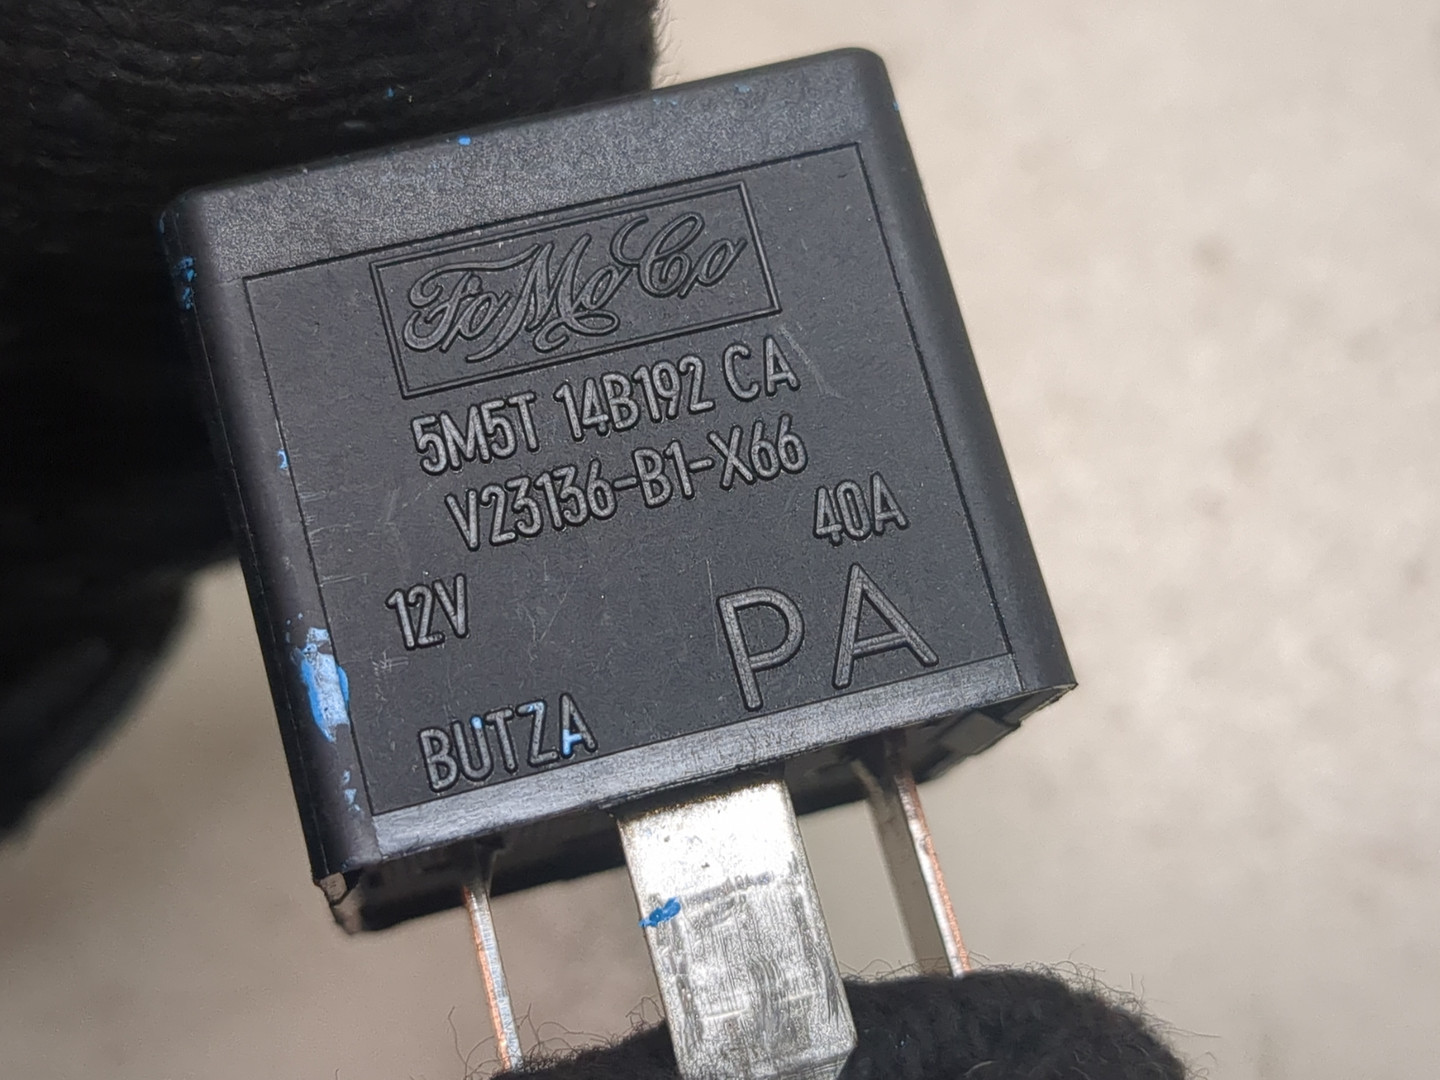 FoMoCo
5M5T 14B192 CA
V23136-B1-X66
40A
12V
PA
BUTZA